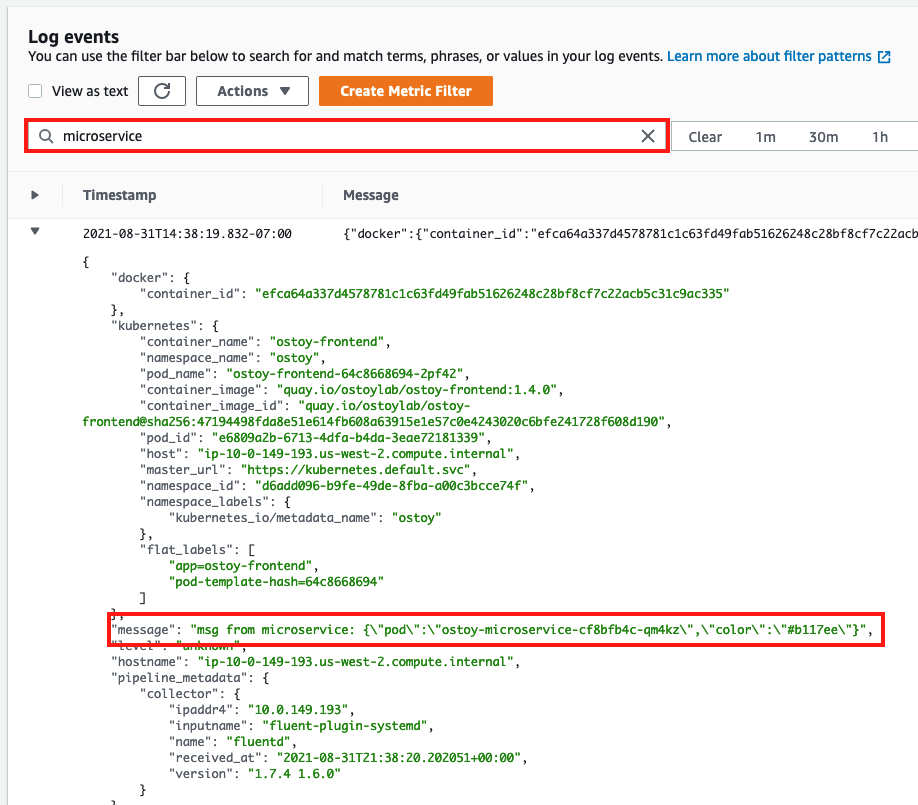 Log events
You can use the filter bar below to search for and match terms, phrases, or values in your log events. Learn more about filter patterns
View as text Actions Create Metric Filter
microservice Clear 1m 30m 1h
Timestamp Message
2021-08-31T14:38:19.832-07:00 {"docker":{"container_id":"efca64a337d4578781c1c63fd49fab51626248c28bf8cf7c22acb
{
"docker": {
"container_id": "efca64a337d4578781c1c63fd49fab51626248c28bf8cf7c22acb5c31c9ac335"
},
"kubernetes": {
"container_name": "ostoy-frontend",
"namespace_name": "ostoy",
"pod_name": "ostoy-frontend-64c8668694-2pf42",
"container_image": "quay.io/ostoylab/ostoy-frontend:1.4.0",
"container_image_id": "quay.io/ostoylab/ostoy-
frontend@sha256:47194498fda8e51e614fb608a63915e1e57c0e4243020c6bfe241728f608d190",
"pod_id": "e6809a2b-6713-4dfa-b4da-3eae72181339",
"host": "ip-10-0-149-193.us-west-2.compute.internal",
"master_url": "https://kubernetes.default.svc",
"namespace_id": "d6add096-b9fe-49de-8fba-a00c3bcce74f",
"namespace_labels": {
"kubernetes_io/metadata_name": "ostoy"
},
"flat_labels": [
"app=ostoy-frontend",
"pod-template-hash=64c8668694"
]
},
"message": "msg from microservice: {\"pod\":\"ostoy-microservice-cf8bfb4c-qm4kz\",\"color\":\"#b117ee\"}",
"level": "unknown",
"hostname": "ip-10-0-149-193.us-west-2.compute.internal",
"pipeline_metadata": {
"collector": {
"ipaddr4": "10.0.149.193",
"inputname": "fluent-plugin-systemd",
"name": "fluentd",
"received_at": "2021-08-31T21:38:20.202051+00:00",
"version": "1.7.4 1.6.0"
}
}